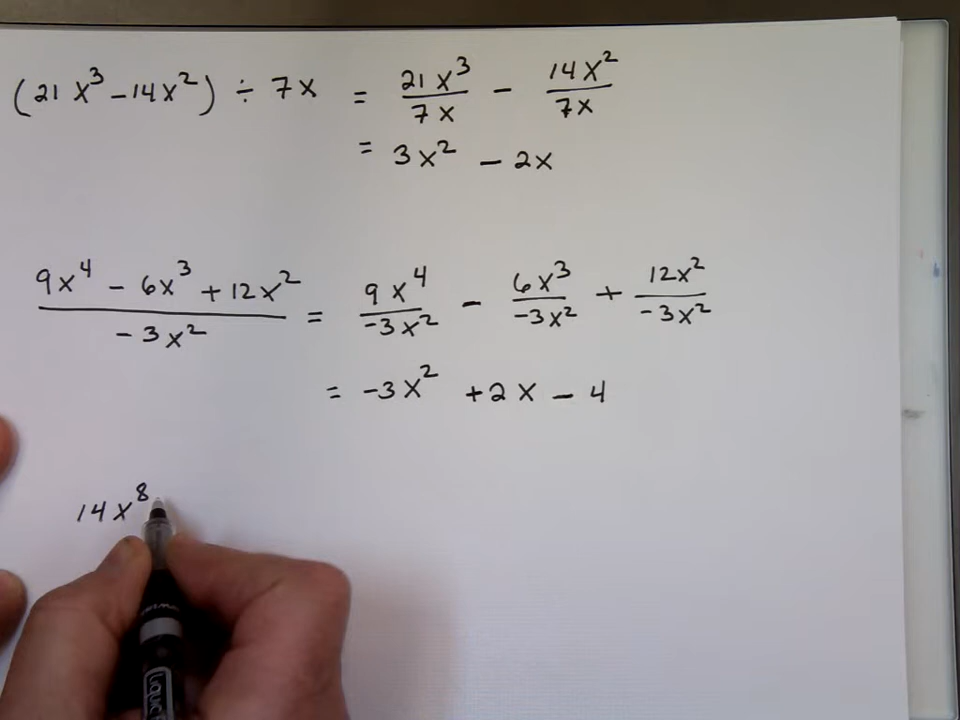 (21x³ - 14x²) ÷ 7x = 21x³/7x - 14x²/7x
= 3x² - 2x
9x⁴ - 6x³ + 12x²/-3x² = 9x⁴/-3x² - 6x³/-3x² + 12x²/-3x²
= -3x² + 2x - 4
14x⁸